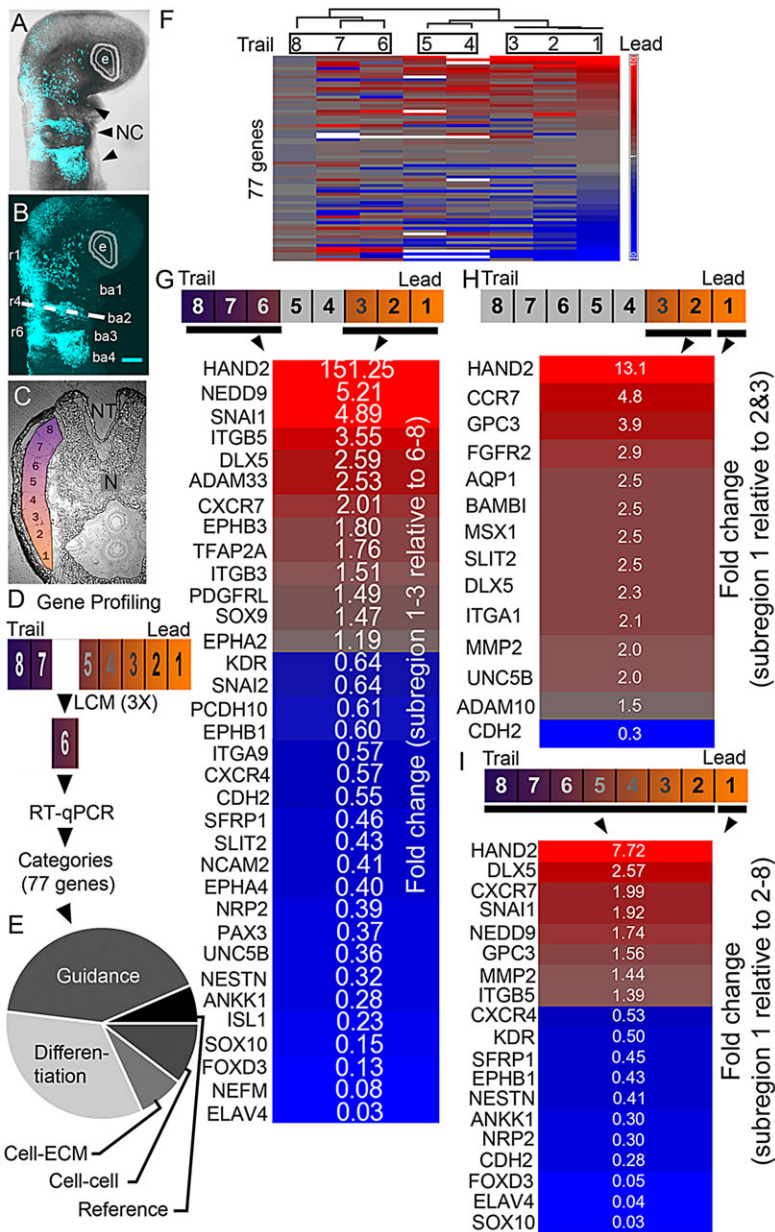 A
e
NC
B
e
r1
ba1
r4
ba2
r6
ba3
ba4
C
NT
N
8
7
6
5
4
3
2
1
D
Gene Profiling
Trail Lead
8 7 5 4 3 2 1
LCM (3X)
6
RT-qPCR
Categories
(77 genes)
E
Guidance
Differen-
tiation
Cell-ECM
Cell-cell
Reference
F
Trail 8 7 6 5 4 3 2 1 Lead
77 genes
G
Trail Lead
8 7 6 5 4 3 2 1
HAND2 151.25
NEDD9 5.21
SNAI1 4.89
ITGB5 3.55
DLX5 2.59
ADAM33 2.53
CXCR7 2.01
EPHB3 1.80
TFAP2A 1.76
ITGB3 1.51
PDGFRL 1.49
SOX9 1.47
EPHA2 1.19
KDR 0.64
SNAI2 0.64
PCDH10 0.61
EPHB1 0.60
ITGA9 0.57
CXCR4 0.57
CDH2 0.55
SFRP1 0.46
SLIT2 0.43
NCAM2 0.41
EPHA4 0.40
NRP2 0.39
PAX3 0.37
UNC5B 0.36
NESTN 0.32
ANKK1 0.28
ISL1 0.23
SOX10 0.15
FOXD3 0.13
NEFM 0.08
ELAV4 0.03
Fold change (subregion 1-3 relative to 6-8)
H
Trail Lead
8 7 6 5 4 3 2 1
HAND2 13.1
CCR7 4.8
GPC3 3.9
FGFR2 2.9
AQP1 2.5
BAMBI 2.5
MSX1 2.5
SLIT2 2.5
DLX5 2.3
ITGA1 2.1
MMP2 2.0
UNC5B 2.0
ADAM10 1.5
CDH2 0.3
Fold change
(subregion 1 relative to 2&3)
I
Trail Lead
8 7 6 5 4 3 2 1
HAND2 7.72
DLX5 2.57
CXCR7 1.99
SNAI1 1.92
NEDD9 1.74
GPC3 1.56
MMP2 1.44
ITGB5 1.39
CXCR4 0.53
KDR 0.50
SFRP1 0.45
EPHB1 0.43
NESTN 0.41
ANKK1 0.30
NRP2 0.30
CDH2 0.28
FOXD3 0.05
ELAV4 0.04
SOX10 0.03
Fold change
(subregion 1 relative to 2-8)